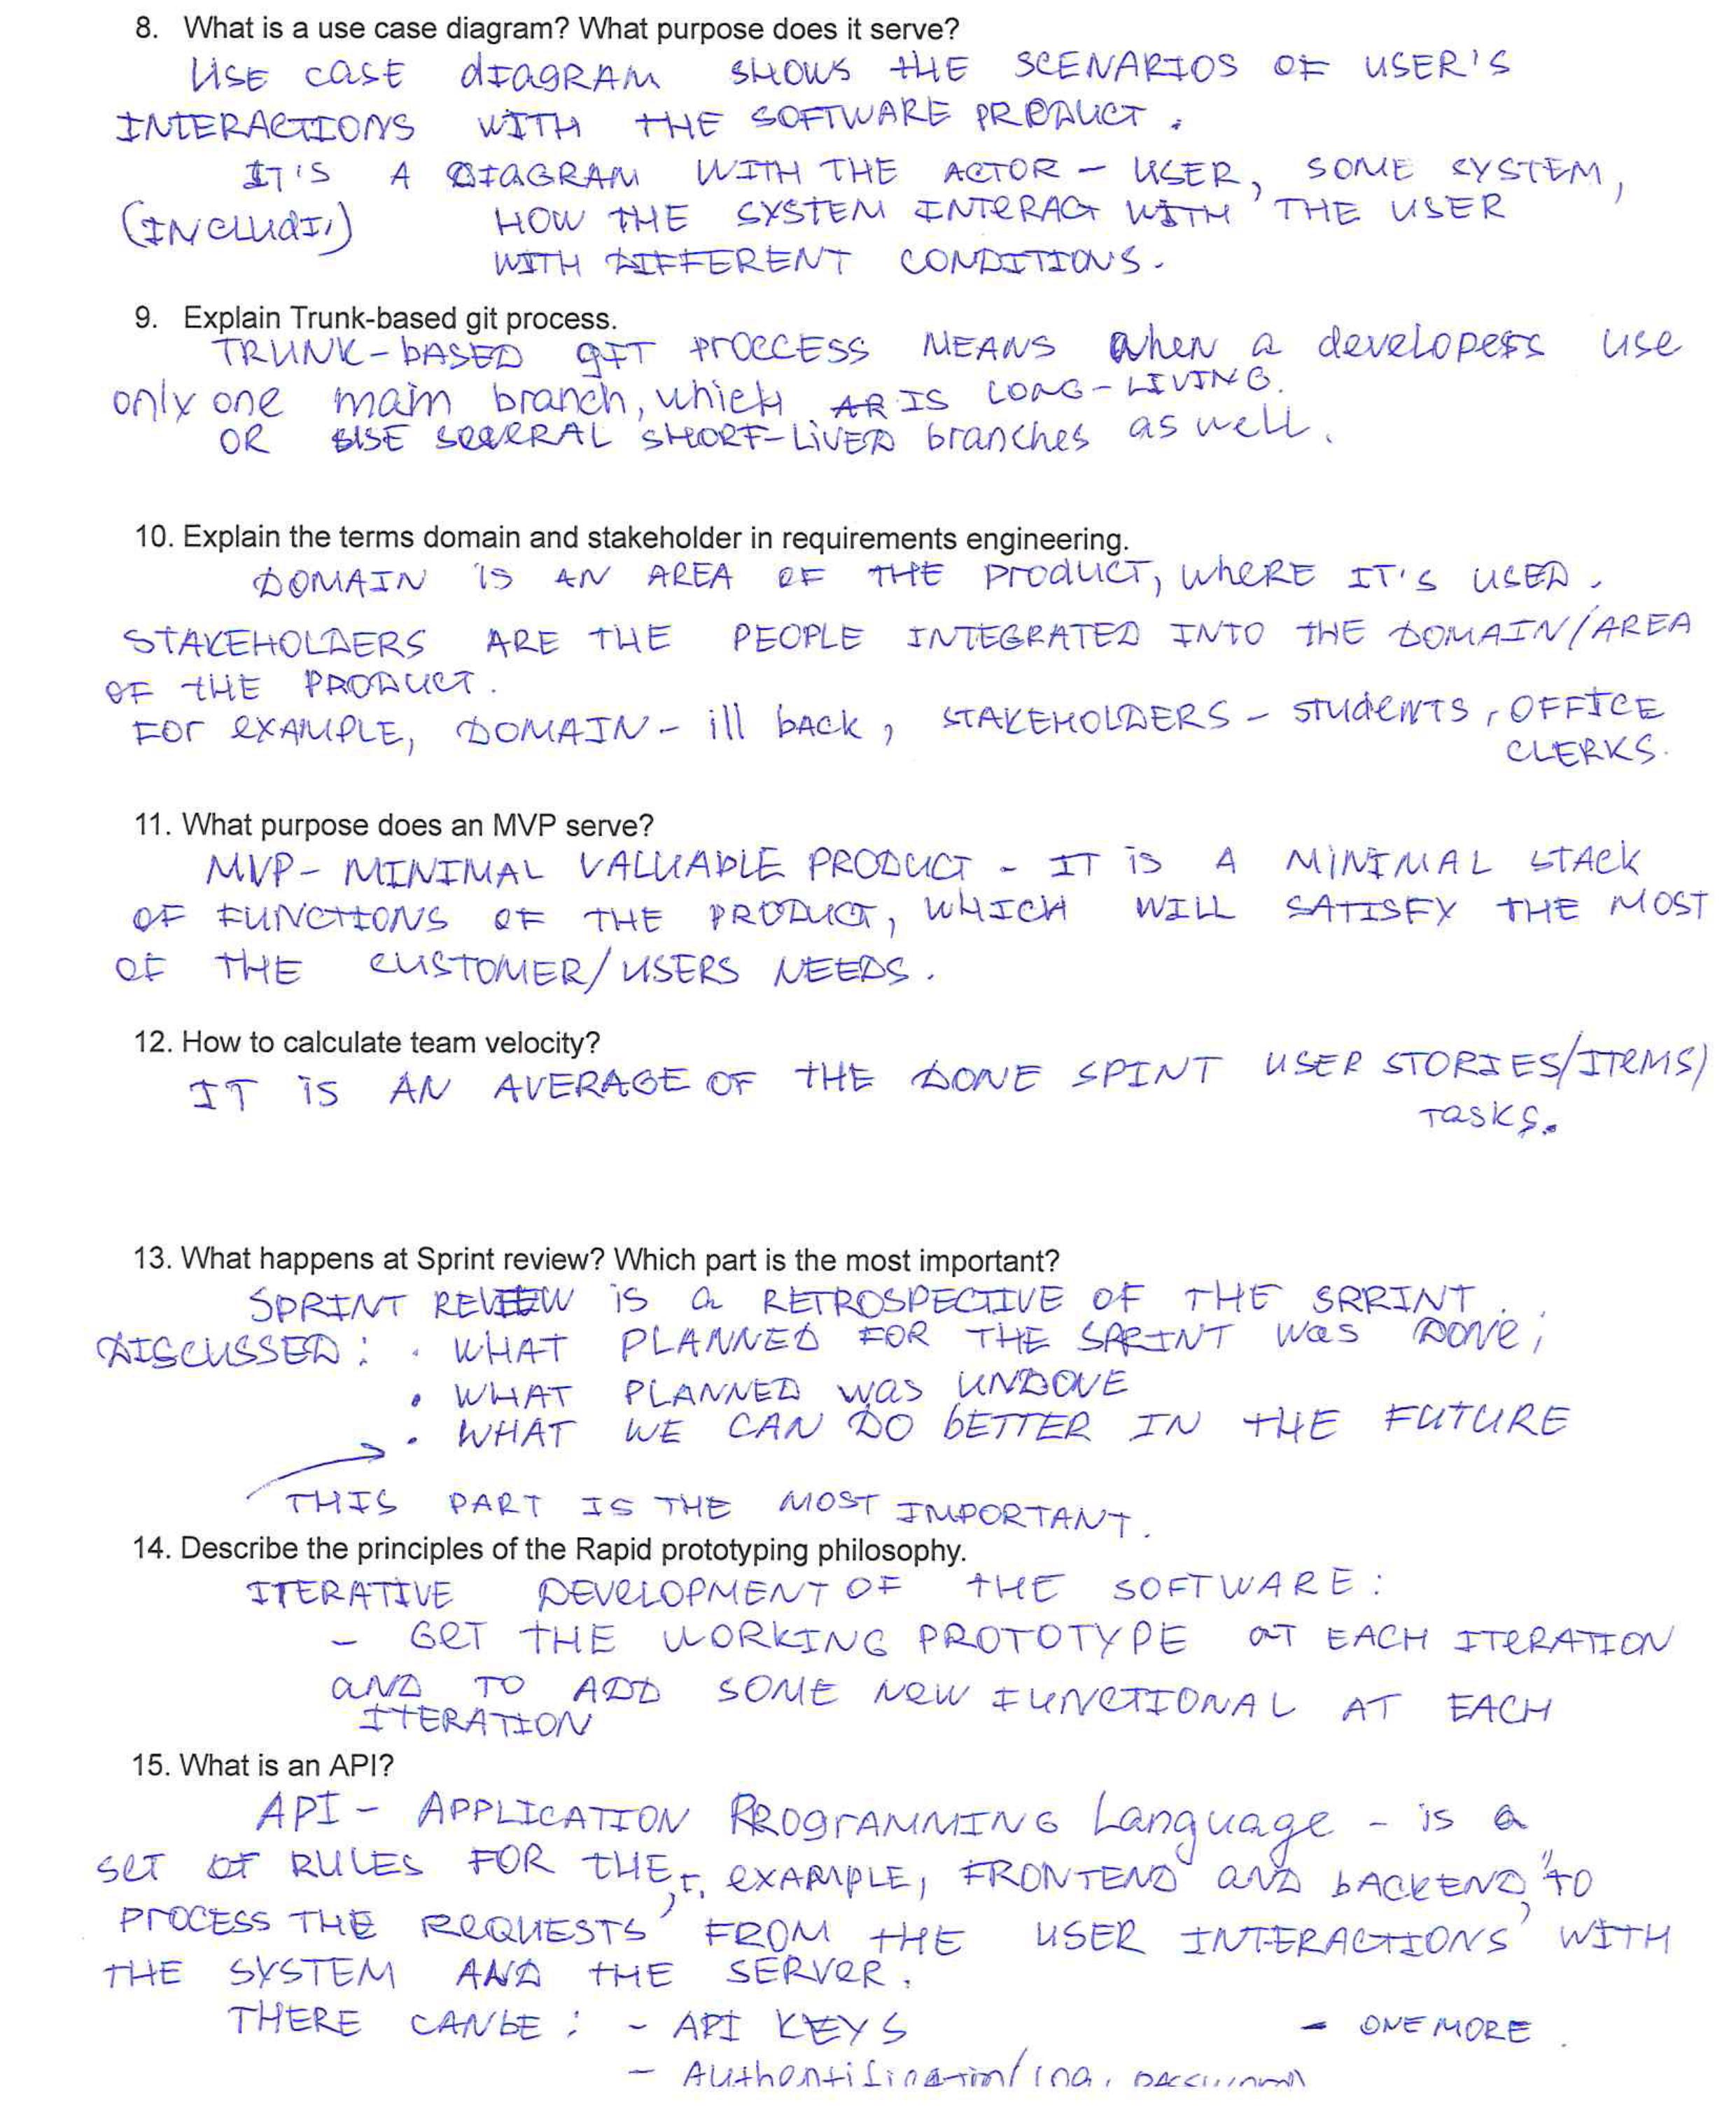 8. What is a use case diagram? What purpose does it serve?
USE CASE dIAGRAM SHOWS tHE SCENARIOS OF USER'S
INTERACTIONS WITH THE SOFTWARE PRODUCT.
IT'S A DIAGRAM WITH THE ACTOR - USER, SOME SYSTEM,
(INCLUdI,) HOW THE SYSTEM INTERACT WITH THE USER
WITH DIFFERENT CONDITIONS.
9. Explain Trunk-based git process.
TRUNK-bASED gIT PROCCESS MEANS when a developers use
only one main branch, which IS LONG-LIVING.
OR USE SEVERAL SHORT-LIVED branches as well.
10. Explain the terms domain and stakeholder in requirements engineering.
DOMAIN IS AN AREA OF THE PrOdUCT, whERE IT'S USED.
STAKEHOLDERS ARE THE PEOPLE INTEGRATED INTO THE DOMAIN/AREA
OF tHE PRODUCT.
FOr EXAMPLE, DOMAIN - ill back, STAKEHOLDERS - STUdENTS, OFFICE
CLERKS.
11. What purpose does an MVP serve?
MVP - MINIMAL VALUABLE PRODUCT - IT is A MINIMAL STACK
OF FUNCTIONS OF THE PRODUCT, WHICH WILL SATISFY THE MOST
OF THE CUSTOMER/USERS NEEDS.
12. How to calculate team velocity?
IT is AN AVERAGE OF THE DONE SPINT USER STORIES/ITEMS/
TASKS.
13. What happens at Sprint review? Which part is the most important?
SPRINT REVIEW is a RETROSPECTIVE OF THE SRRINT.
DISCUSSED: • WHAT PLANNED FOR THE SPRINT was DONE;
• WHAT PLANNED was UNDONE
• WHAT WE CAN DO bETTER IN tHE FUTURE
THIS PART IS THE MOST IMPORTANT.
14. Describe the principles of the Rapid prototyping philosophy.
ITERATIVE DEVELOPMENT OF tHE SOFTWARE:
- GET THE WORKING PROTOTYPE at EACH ITERATION
aND TO ADD SOME NEW FUNCTIONAL AT EACH
ITERATION
15. What is an API?
API - APPLICATION PROgrAMMING Language - is a
SET OF RULES FOR tHE, f. EXAMPLE, FRONTEND aND bACKEND, TO
PrOCESS THE REQUESTS FROM tHE USER INTERACTIONS WITH
THE SYSTEM AND tHE SERVER.
THERE CAN bE: - API KEYS - ONE MORE.